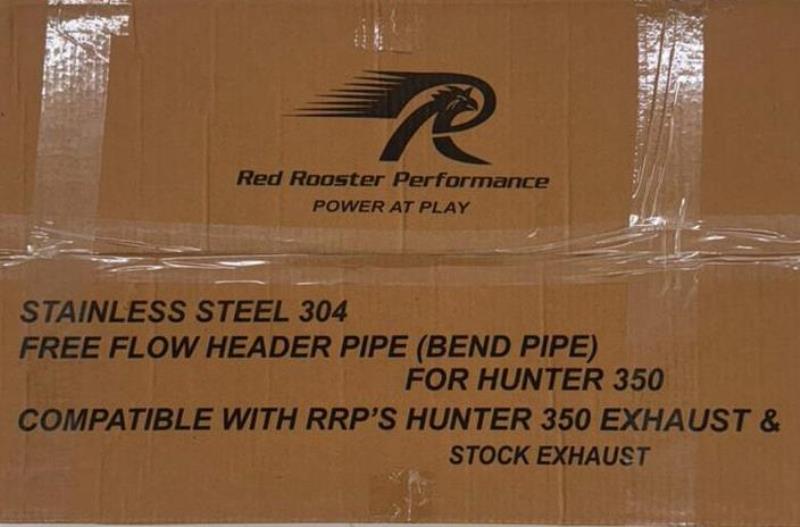 Red Rooster Performance
POWER AT PLAY
STAINLESS STEEL 304
FREE FLOW HEADER PIPE (BEND PIPE)
FOR HUNTER 350
COMPATIBLE WITH RRP'S HUNTER 350 EXHAUST &
STOCK EXHAUST